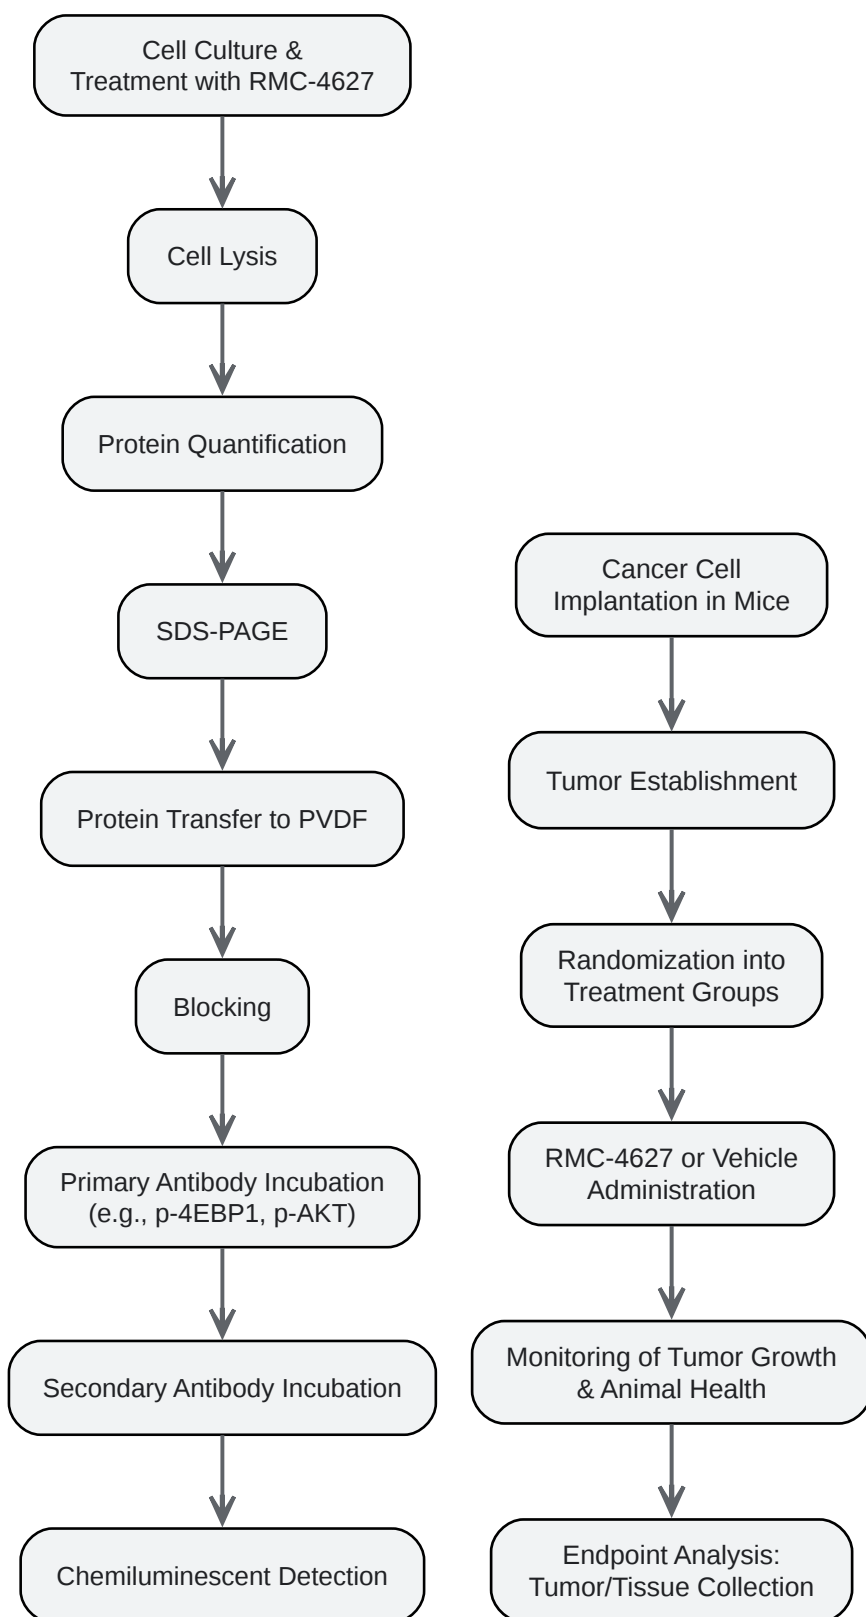 Cell Culture &
Treatment with RMC-4627
Cell Lysis
Protein Quantification
SDS-PAGE
Protein Transfer to PVDF
Blocking
Primary Antibody Incubation
(e.g., p-4EBP1, p-AKT)
Secondary Antibody Incubation
Chemiluminescent Detection
Cancer Cell
Implantation in Mice
Tumor Establishment
Randomization into
Treatment Groups
RMC-4627 or Vehicle
Administration
Monitoring of Tumor Growth
& Animal Health
Endpoint Analysis:
Tumor/Tissue Collection